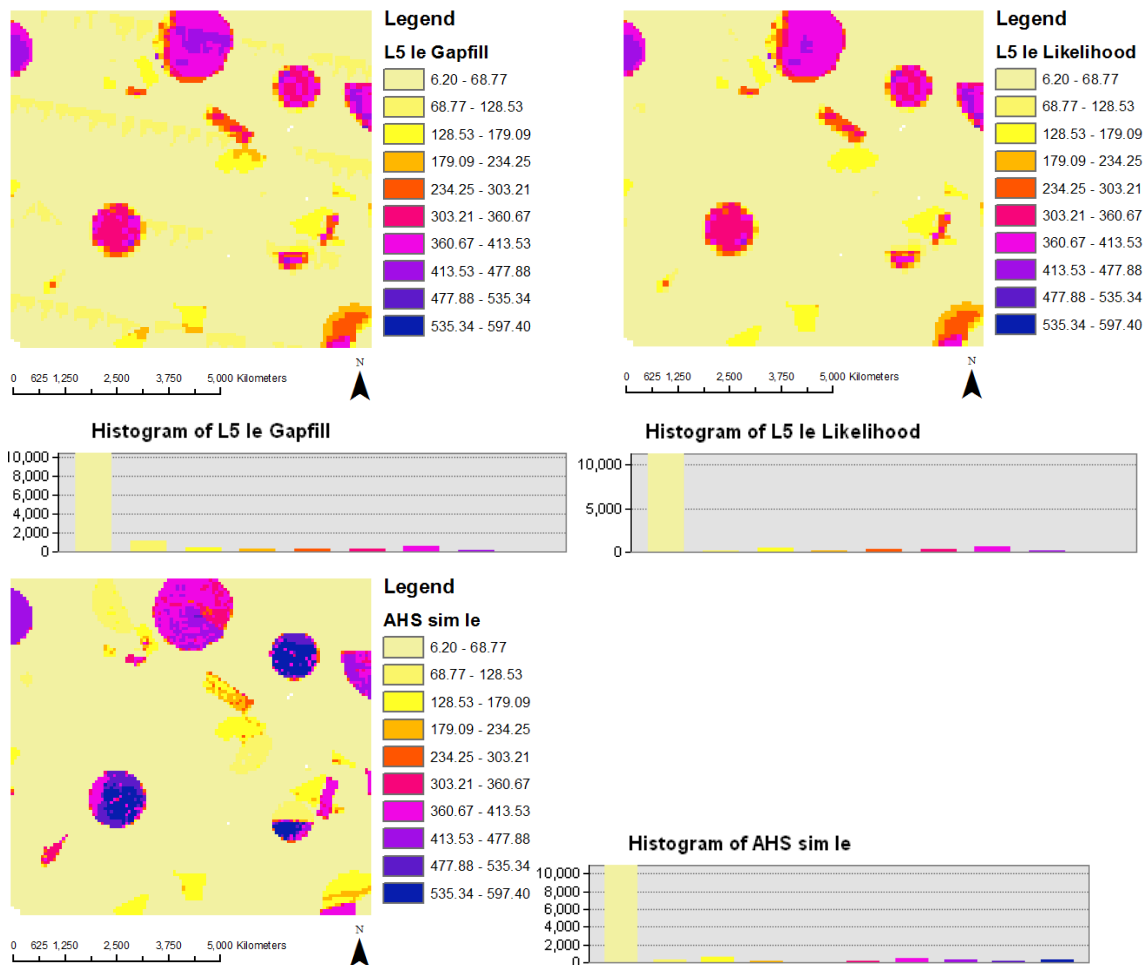 Legend
L5 le Gapfill
6.20 - 68.77
68.77 - 128.53
128.53 - 179.09
179.09 - 234.25
234.25 - 303.21
303.21 - 360.67
360.67 - 413.53
413.53 - 477.88
477.88 - 535.34
535.34 - 597.40
0 625 1,250 2,500 3,750 5,000 Kilometers
N
Legend
L5 le Likelihood
6.20 - 68.77
68.77 - 128.53
128.53 - 179.09
179.09 - 234.25
234.25 - 303.21
303.21 - 360.67
360.67 - 413.53
413.53 - 477.88
477.88 - 535.34
535.34 - 597.40
0 625 1,250 2,500 3,750 5,000 Kilometers
N
Histogram of L5 le Gapfill
10,000
8,000
6,000
4,000
2,000
0
Histogram of L5 le Likelihood
10,000
5,000
0
Legend
AHS sim le
6.20 - 68.77
68.77 - 128.53
128.53 - 179.09
179.09 - 234.25
234.25 - 303.21
303.21 - 360.67
360.67 - 413.53
413.53 - 477.88
477.88 - 535.34
535.34 - 597.40
0 625 1,250 2,500 3,750 5,000 Kilometers
N
Histogram of AHS sim le
10,000
8,000
6,000
4,000
2,000
0